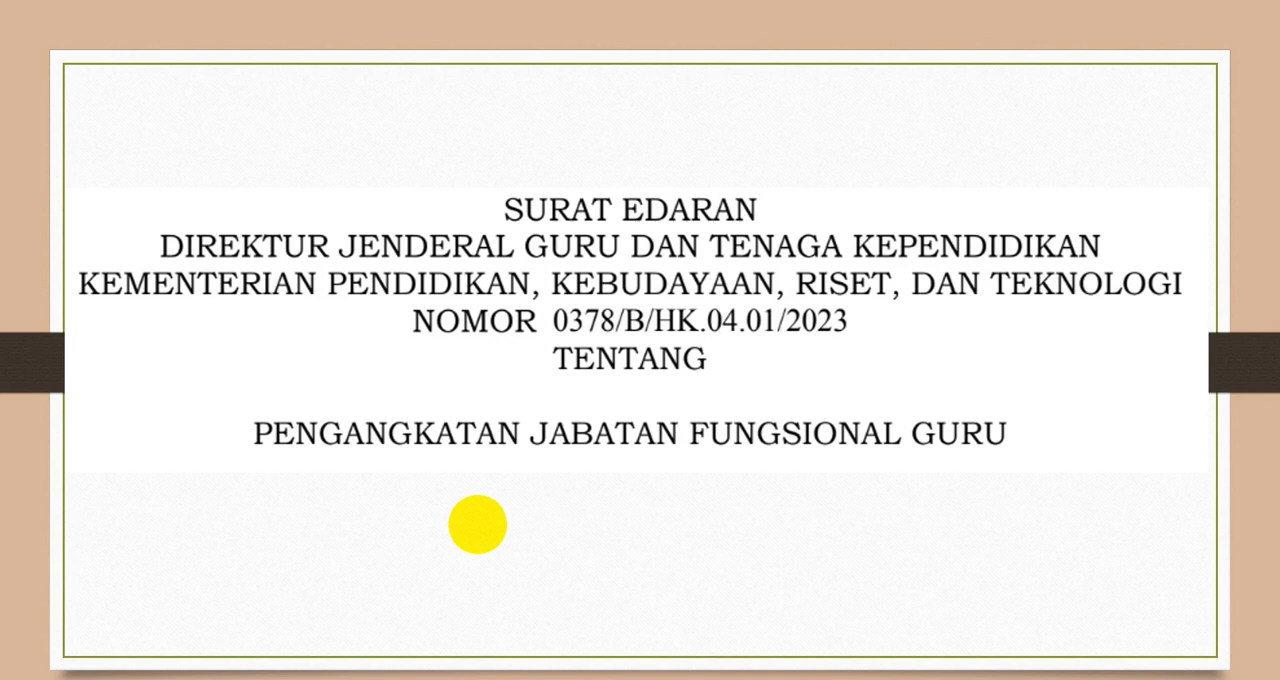 SURAT EDARAN
DIREKTUR JENDERAL GURU DAN TENAGA KEPENDIDIKAN
KEMENTERIAN PENDIDIKAN, KEBUDAYAAN, RISET, DAN TEKNOLOGI
NOMOR 0378/B/HK.04.01/2023
TENTANG
PENGANGKATAN JABATAN FUNGSIONAL GURU